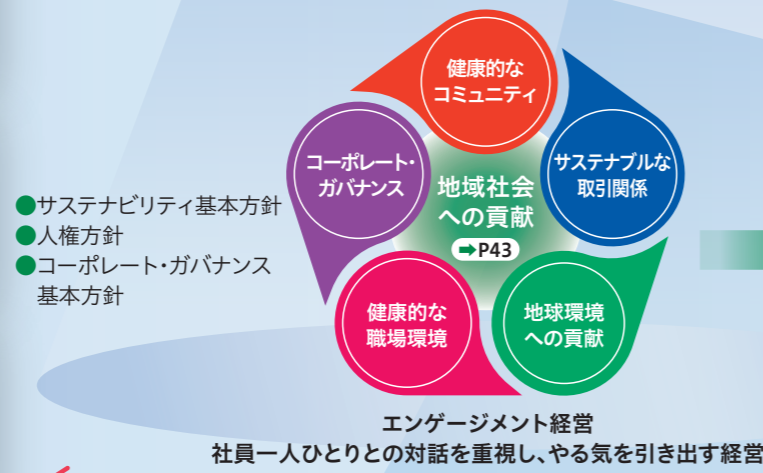 ●サステナビリティ基本方針
●人権方針
●コーポレート・ガバナンス
基本方針
健康的な
コミュニティ
コーポレート・
ガバナンス
サステナブルな
取引関係
地域社会
への貢献
➡P43
健康的な
職場環境
地球環境
への貢献
エンゲージメント経営
社員一人ひとりとの対話を重視し、やる気を引き出す経営